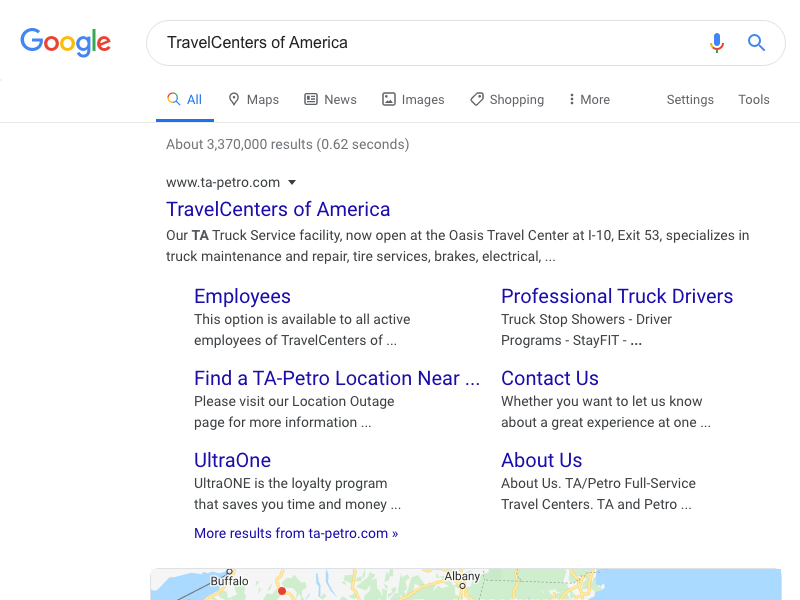 Google
TravelCenters of America
All Maps News Images Shopping More Settings Tools
About 3,370,000 results (0.62 seconds)
www.ta-petro.com
TravelCenters of America
Our TA Truck Service facility, now open at the Oasis Travel Center at I-10, Exit 53, specializes in
truck maintenance and repair, tire services, brakes, electrical, ...
Employees
This option is available to all active
employees of TravelCenters of ...
Professional Truck Drivers
Truck Stop Showers - Driver
Programs - StayFIT - ...
Find a TA-Petro Location Near ...
Please visit our Location Outage
page for more information ...
Contact Us
Whether you want to let us know
about a great experience at one ...
UltraOne
UltraONE is the loyalty program
that saves you time and money ...
About Us
About Us. TA/Petro Full-Service
Travel Centers. TA and Petro ...
More results from ta-petro.com »
Buffalo
Albany